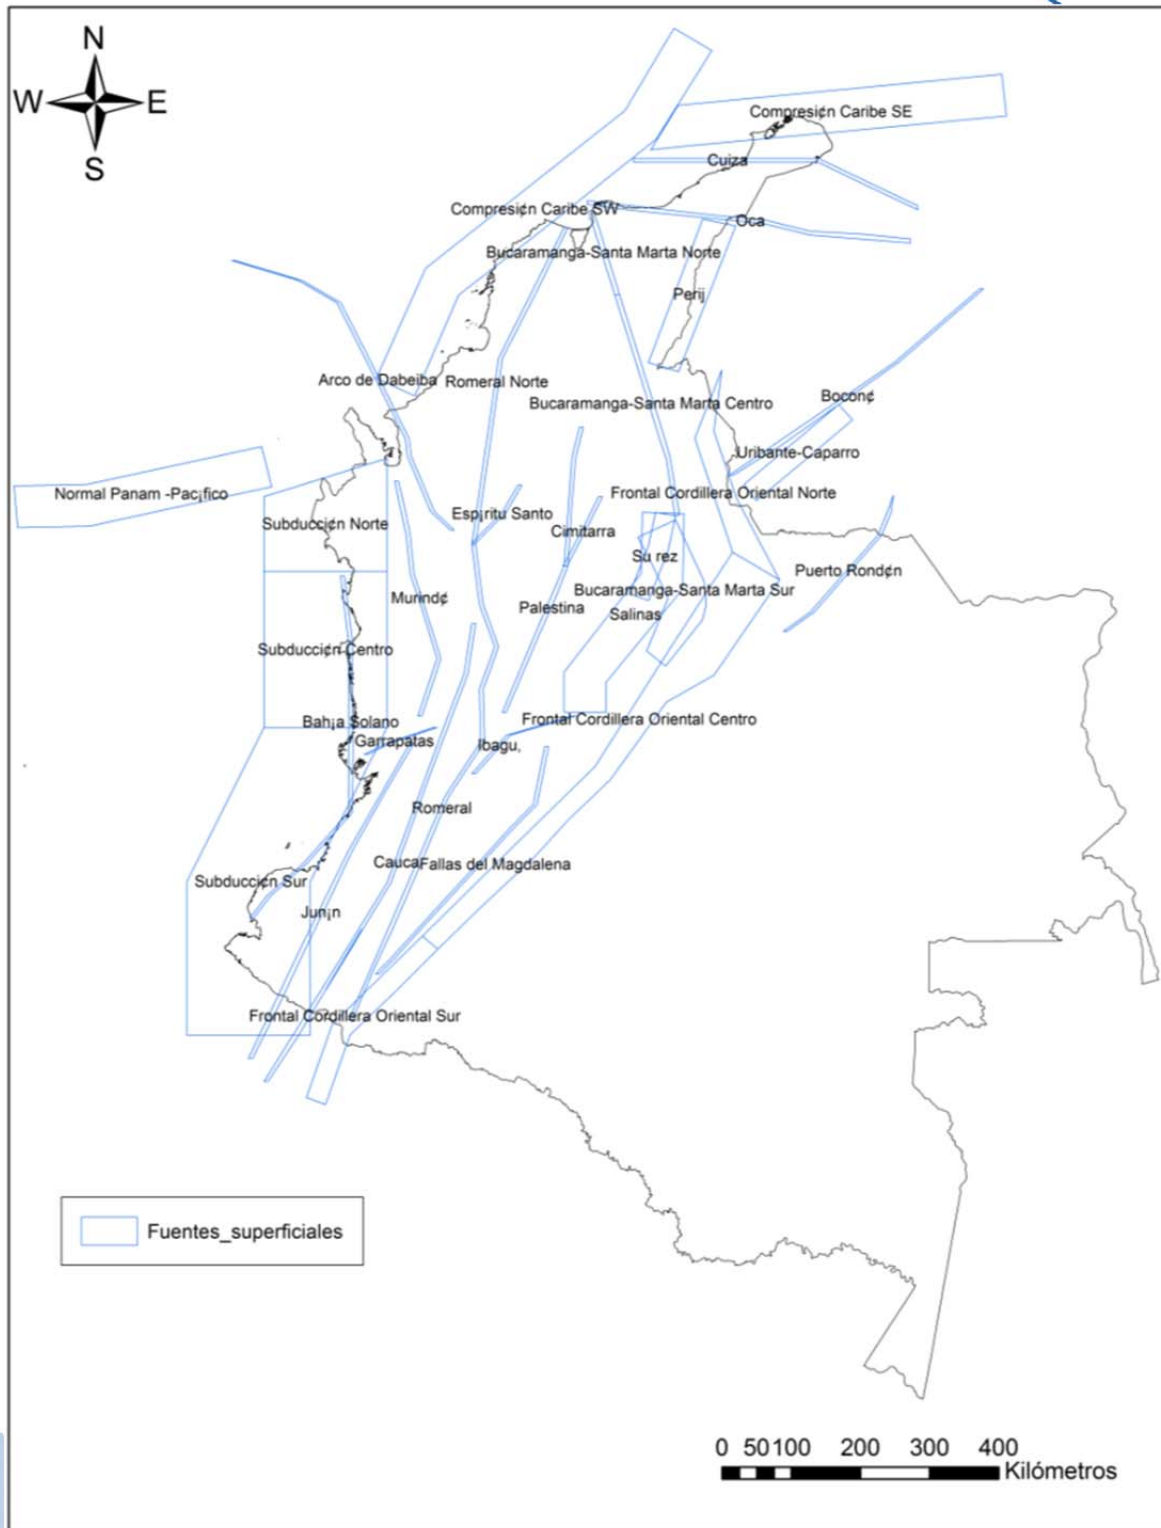 N
W E
S
Compresi¢n Caribe SE
Cuiza
Compresi¢n Caribe SW
Oca
Bucaramanga-Santa Marta Norte
Perij
Arco de Dabeiba
Romeral Norte
Bucaramanga-Santa Marta Centro
Bocon¢
Uribante-Caparro
Normal Panam -Pac¡fico
Frontal Cordillera Oriental Norte
Subducci¢n Norte
Esp¡ritu Santo
Cimitarra
Su rez
Puerto Rond¢n
Bucaramanga-Santa Marta Sur
Murind¢
Palestina
Salinas
Subducci¢n Centro
Bah¡a Solano
Frontal Cordillera Oriental Centro
Garrapatas
Ibagu,
Romeral
Cauca
Fallas del Magdalena
Subducci¢n Sur
Jun¡n
Frontal Cordillera Oriental Sur
Fuentes_superficiales
0 50 100 200 300 400
Kilómetros